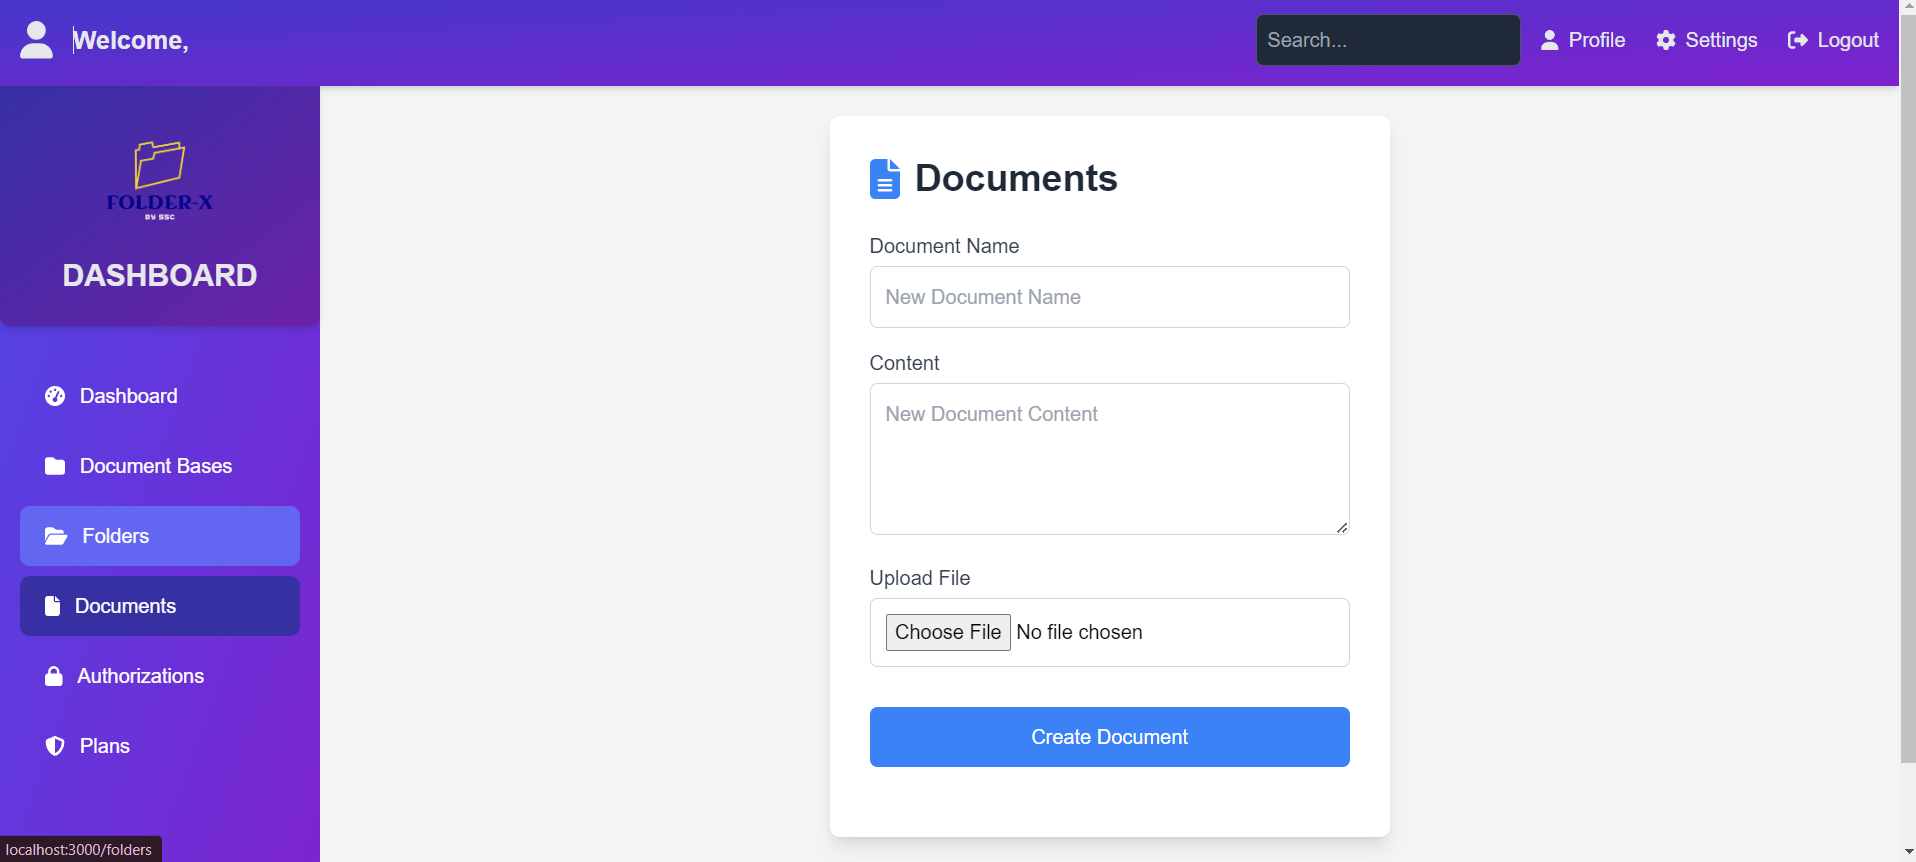 Welcome,
Search...
Profile
Settings
Logout
FOLDER-X
BY SSC
DASHBOARD
Dashboard
Document Bases
Folders
Documents
Authorizations
Plans
Documents
Document Name
New Document Name
Content
New Document Content
Upload File
Choose File No file chosen
Create Document
localhost:3000/folders